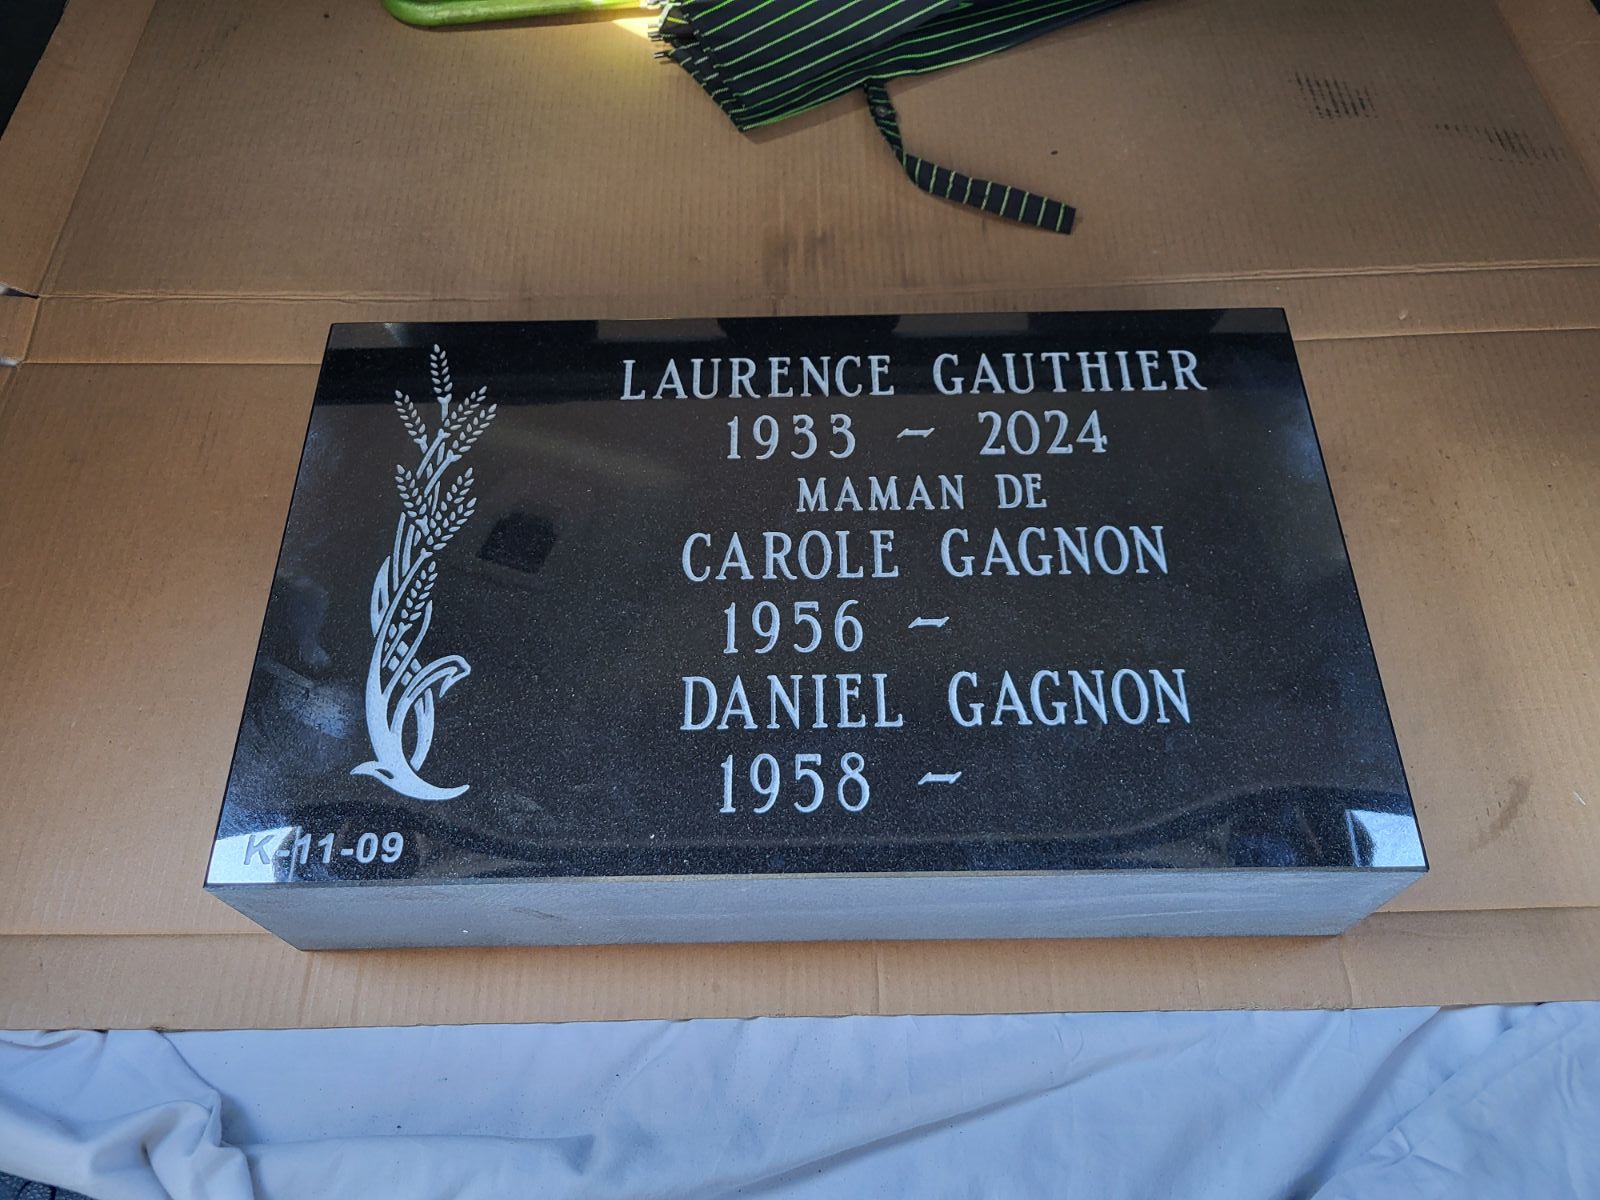 LAURENCE GAUTHIER
1933 ~ 2024
MAMAN DE
CAROLE GAGNON
1956 ~
DANIEL GAGNON
1958 ~
K-11-09